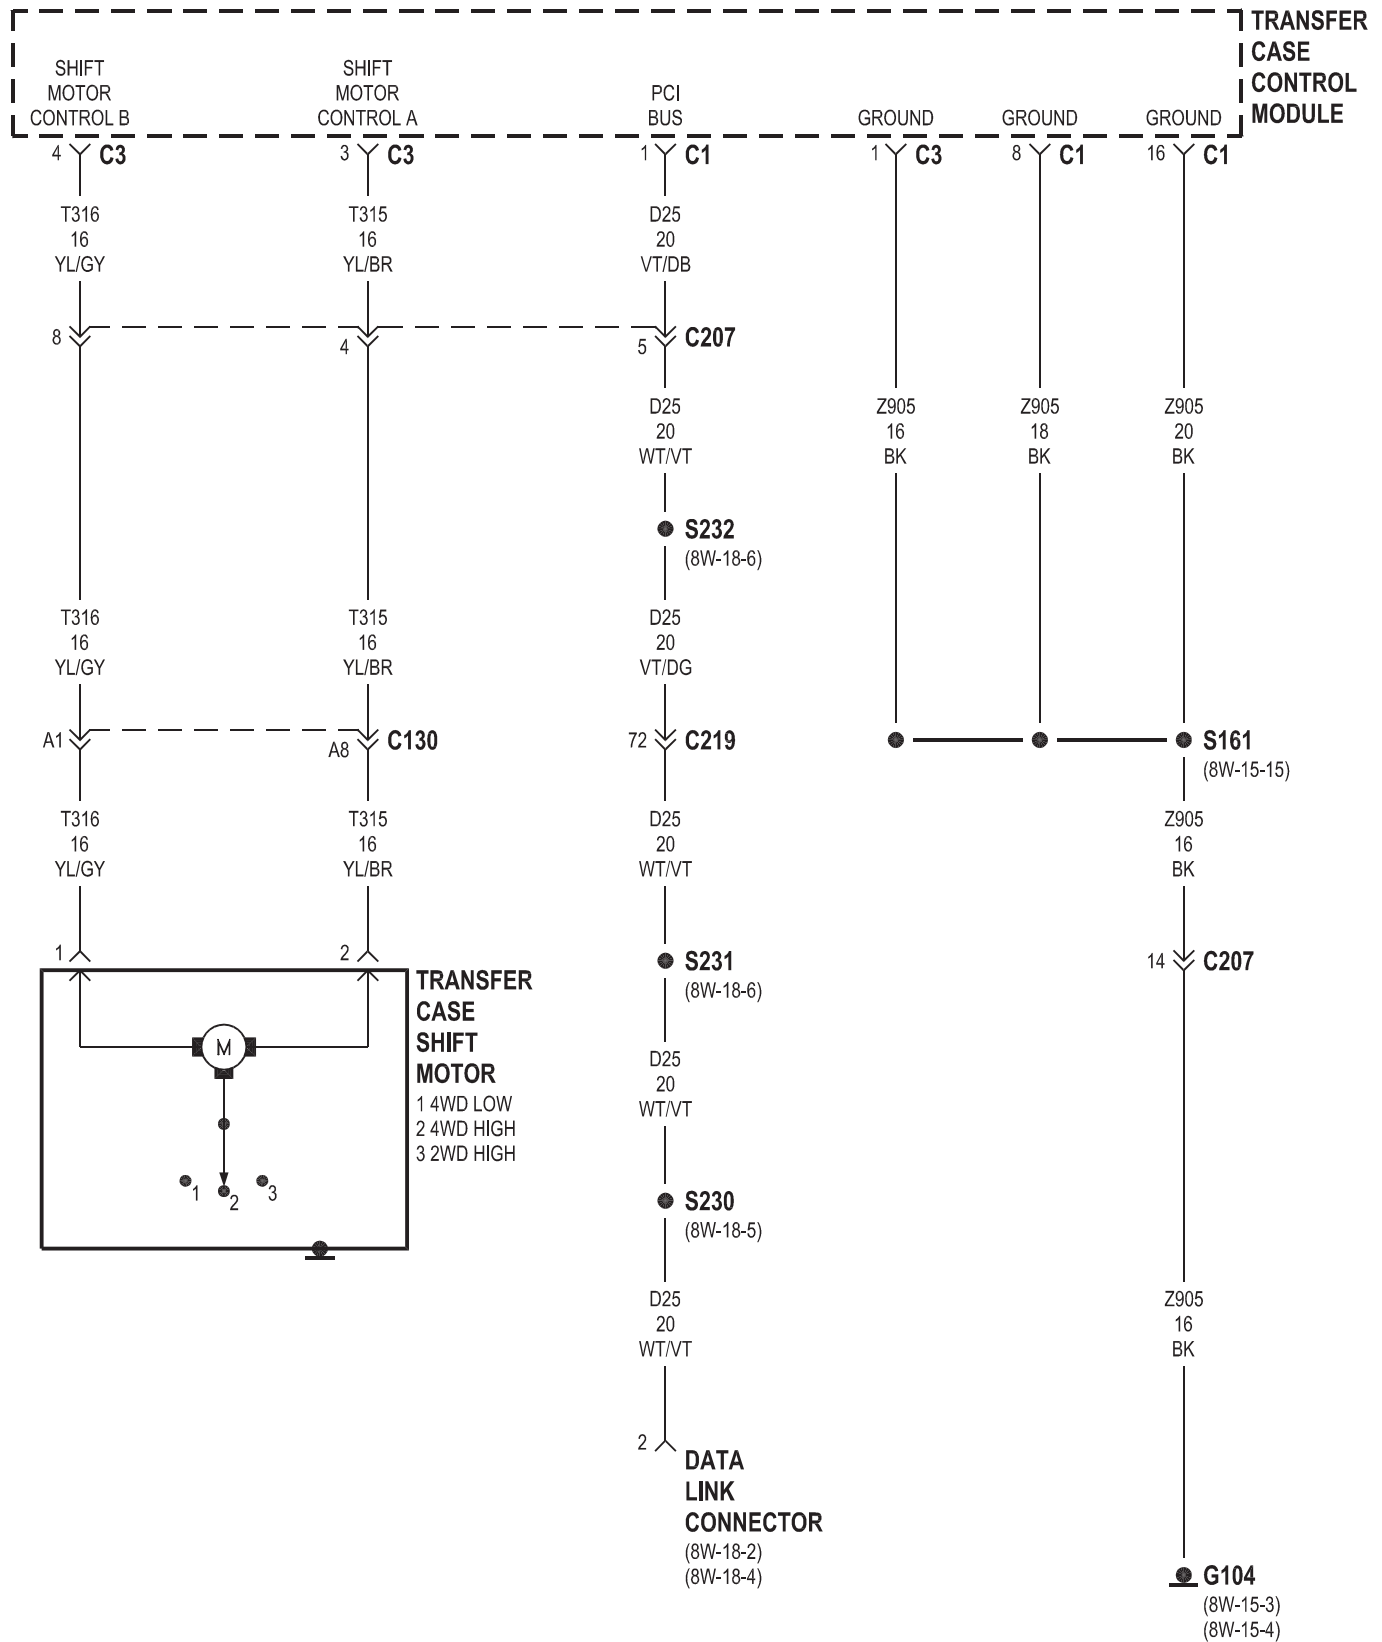 TRANSFER
CASE
CONTROL
MODULE
SHIFT
MOTOR
CONTROL B
SHIFT
MOTOR
CONTROL A
PCI
BUS
GROUND
GROUND
GROUND
4 C3
3 C3
1 C1
1 C3
8 C1
16 C1
T316
16
YL/GY
T315
16
YL/BR
D25
20
VT/DB
8
4
5 C207
D25
20
WT/VT
Z905
16
BK
Z905
18
BK
Z905
20
BK
S232
(8W-18-6)
T316
16
YL/GY
T315
16
YL/BR
D25
20
VT/DG
A1
A8 C130
72 C219
S161
(8W-15-15)
T316
16
YL/GY
T315
16
YL/BR
D25
20
WT/VT
Z905
16
BK
1
2
S231
(8W-18-6)
14 C207
TRANSFER
CASE
SHIFT
MOTOR
1 4WD LOW
2 4WD HIGH
3 2WD HIGH
M
1
2
3
D25
20
WT/VT
S230
(8W-18-5)
D25
20
WT/VT
Z905
16
BK
2
DATA
LINK
CONNECTOR
(8W-18-2)
(8W-18-4)
G104
(8W-15-3)
(8W-15-4)